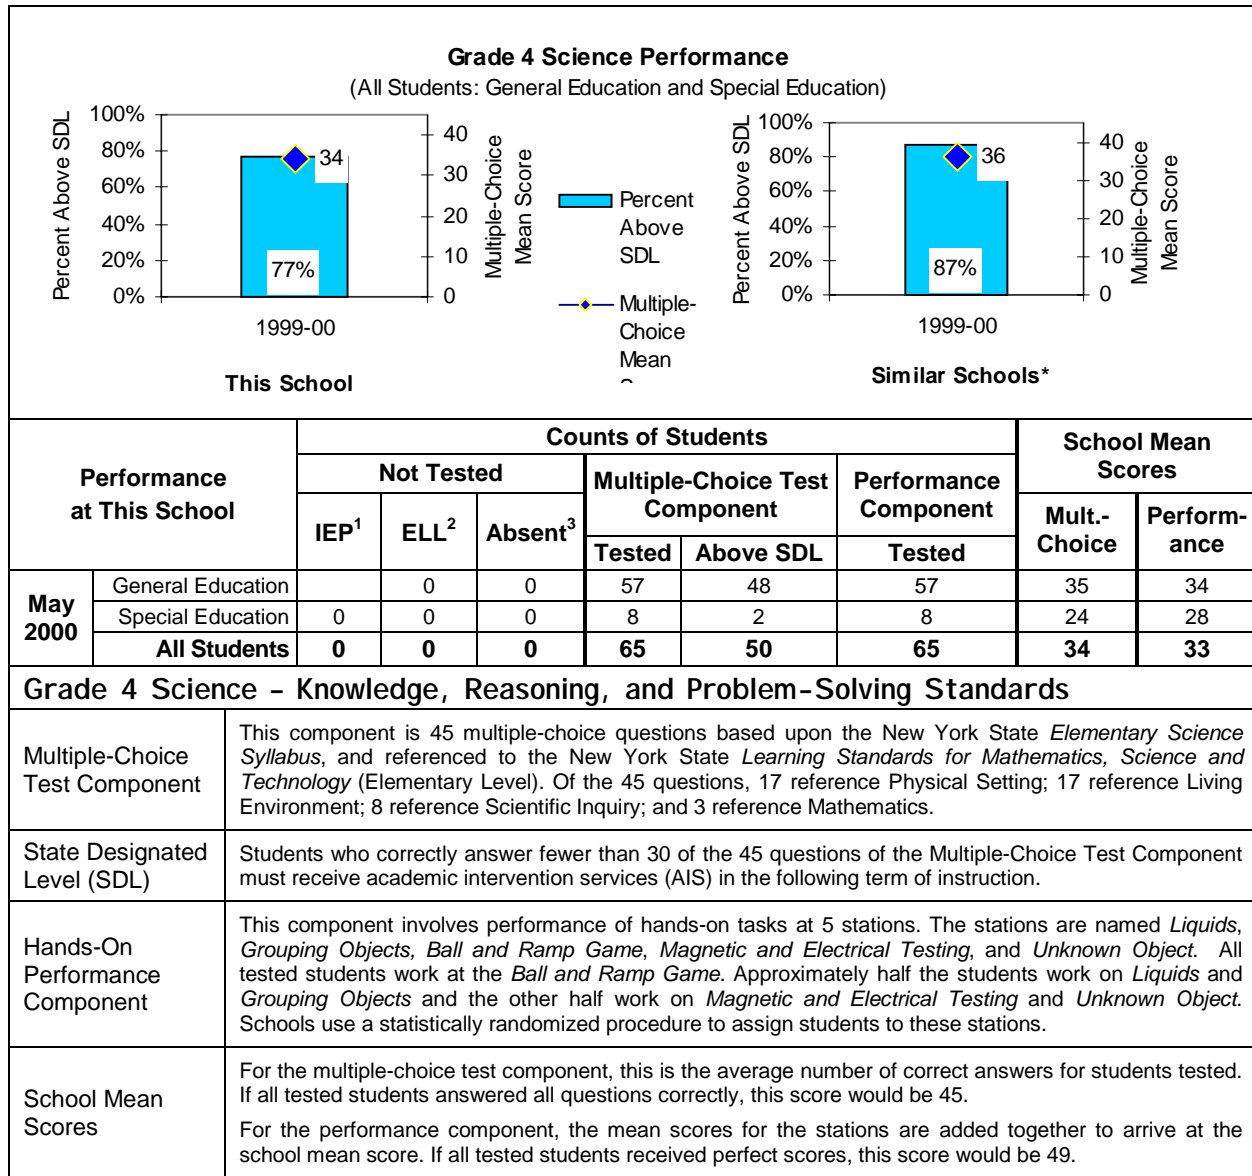 Grade 4 Science Performance
(All Students: General Education and Special Education)
Percent Above SDL
100%
80%
60%
40%
20%
0%
34
77%
40
30
20
10
0
Multiple-Choice
Mean Score
1999-00
This School
Percent
Above
SDL
Multiple-
Choice
Mean
Percent Above SDL
100%
80%
60%
40%
20%
0%
36
87%
40
30
20
10
0
Multiple-Choice
Mean Score
1999-00
Similar Schools*
Performance
at This School
Counts of Students
School Mean
Scores
Not Tested
Multiple-Choice Test
Component
Performance
Component
IEP1 ELL2 Absent3
Tested Above SDL Tested
Mult.-
Choice
Perform-
ance
May
2000
General Education 0 0 57 48 57 35 34
Special Education 0 0 0 8 2 8 24 28
All Students 0 0 0 65 50 65 34 33
Grade 4 Science – Knowledge, Reasoning, and Problem-Solving Standards
Multiple-Choice
Test Component
This component is 45 multiple-choice questions based upon the New York State Elementary Science
Syllabus, and referenced to the New York State Learning Standards for Mathematics, Science and
Technology (Elementary Level). Of the 45 questions, 17 reference Physical Setting; 17 reference Living
Environment; 8 reference Scientific Inquiry; and 3 reference Mathematics.
State Designated
Level (SDL)
Students who correctly answer fewer than 30 of the 45 questions of the Multiple-Choice Test Component
must receive academic intervention services (AIS) in the following term of instruction.
Hands-On
Performance
Component
This component involves performance of hands-on tasks at 5 stations. The stations are named Liquids,
Grouping Objects, Ball and Ramp Game, Magnetic and Electrical Testing, and Unknown Object. All
tested students work at the Ball and Ramp Game. Approximately half the students work on Liquids and
Grouping Objects and the other half work on Magnetic and Electrical Testing and Unknown Object.
Schools use a statistically randomized procedure to assign students to these stations.
School Mean
Scores
For the multiple-choice test component, this is the average number of correct answers for students tested.
If all tested students answered all questions correctly, this score would be 45.
For the performance component, the mean scores for the stations are added together to arrive at the
school mean score. If all tested students received perfect scores, this score would be 49.